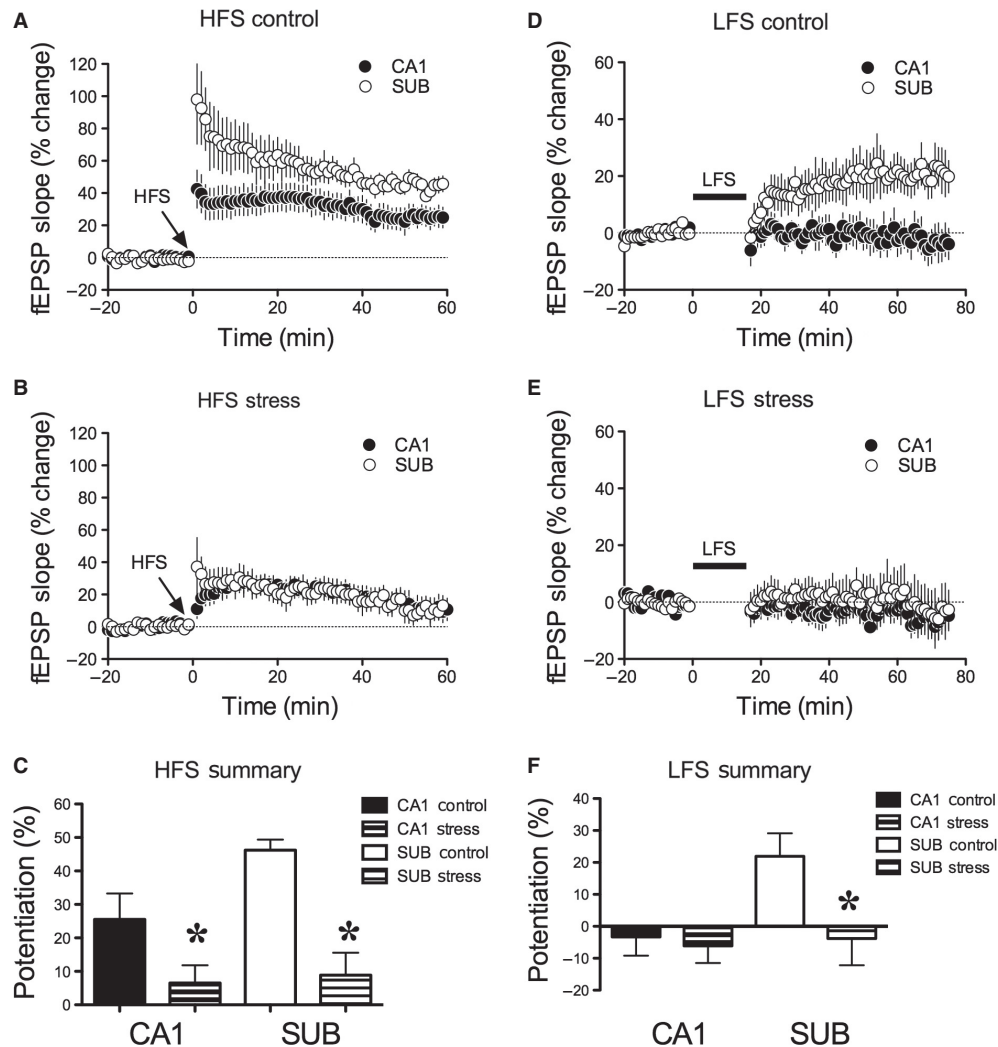 A
HFS control
fEPSP slope (% change)
120
100
80
60
40
20
0
−20
CA1
SUB
HFS
−20 0 20 40 60
Time (min)
B
HFS stress
fEPSP slope (% change)
120
100
80
60
40
20
0
−20
CA1
SUB
HFS
−20 0 20 40 60
Time (min)
C
HFS summary
Potentiation (%)
60
50
40
30
20
10
0
CA1 control
CA1 stress
SUB control
SUB stress
*
*
CA1 SUB
D
LFS control
fEPSP slope (% change)
60
40
20
0
−20
CA1
SUB
LFS
−20 0 20 40 60 80
Time (min)
E
LFS stress
fEPSP slope (% change)
60
40
20
0
−20
CA1
SUB
LFS
−20 0 20 40 60 80
Time (min)
F
LFS summary
Potentiation (%)
40
30
20
10
0
−10
−20
CA1 control
CA1 stress
SUB control
SUB stress
*
CA1 SUB